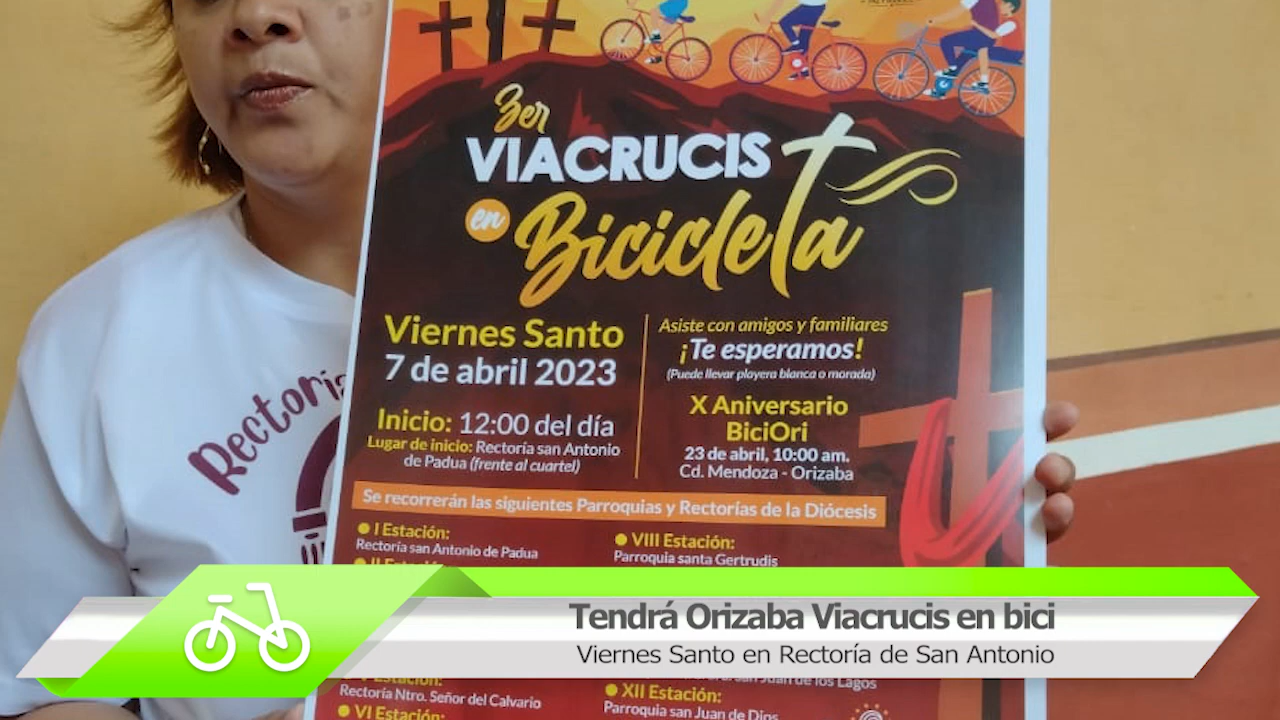 3er
VIACRUCIS
en Bicicleta
Viernes Santo
7 de abril 2023
Inicio: 12:00 del día
Lugar de inicio: Rectoría san Antonio
de Padua (frente al cuartel)
Asiste con amigos y familiares
¡Te esperamos!
(Puede llevar playera blanca o morada)
X Aniversario
BiciOri
23 de abril, 10:00 am.
Cd. Mendoza - Orizaba
Se recorrerán las siguientes Parroquias y Rectorías de la Diócesis
I Estación:
Rectoría san Antonio de Padua
VIII Estación:
Parroquia santa Gertrudis
Rectoría
Tendrá Orizaba Viacrucis en bici
Viernes Santo en Rectoría de San Antonio
Estación:
Rectoría Ntro. Señor del Calvario
VI Estación:
san Juan de los Lagos
XII Estación:
Parroquia san Juan de Dios